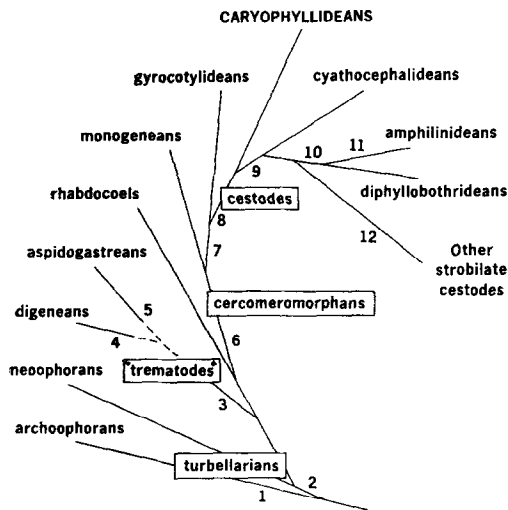 CARYOPHYLLIDEANS
gyrocotylideans
cyathocephalideans
monogeneans
amphilinideans
11
10
9
rhabdocoels
cestodes
diphyllobothrideans
8
12
aspidogastreans
7
Other
strobilate
cestodes
5
digeneans
cercomeromorphans
4
6
"trematodes"
neoophorans
3
archoophorans
turbellarians
2
1